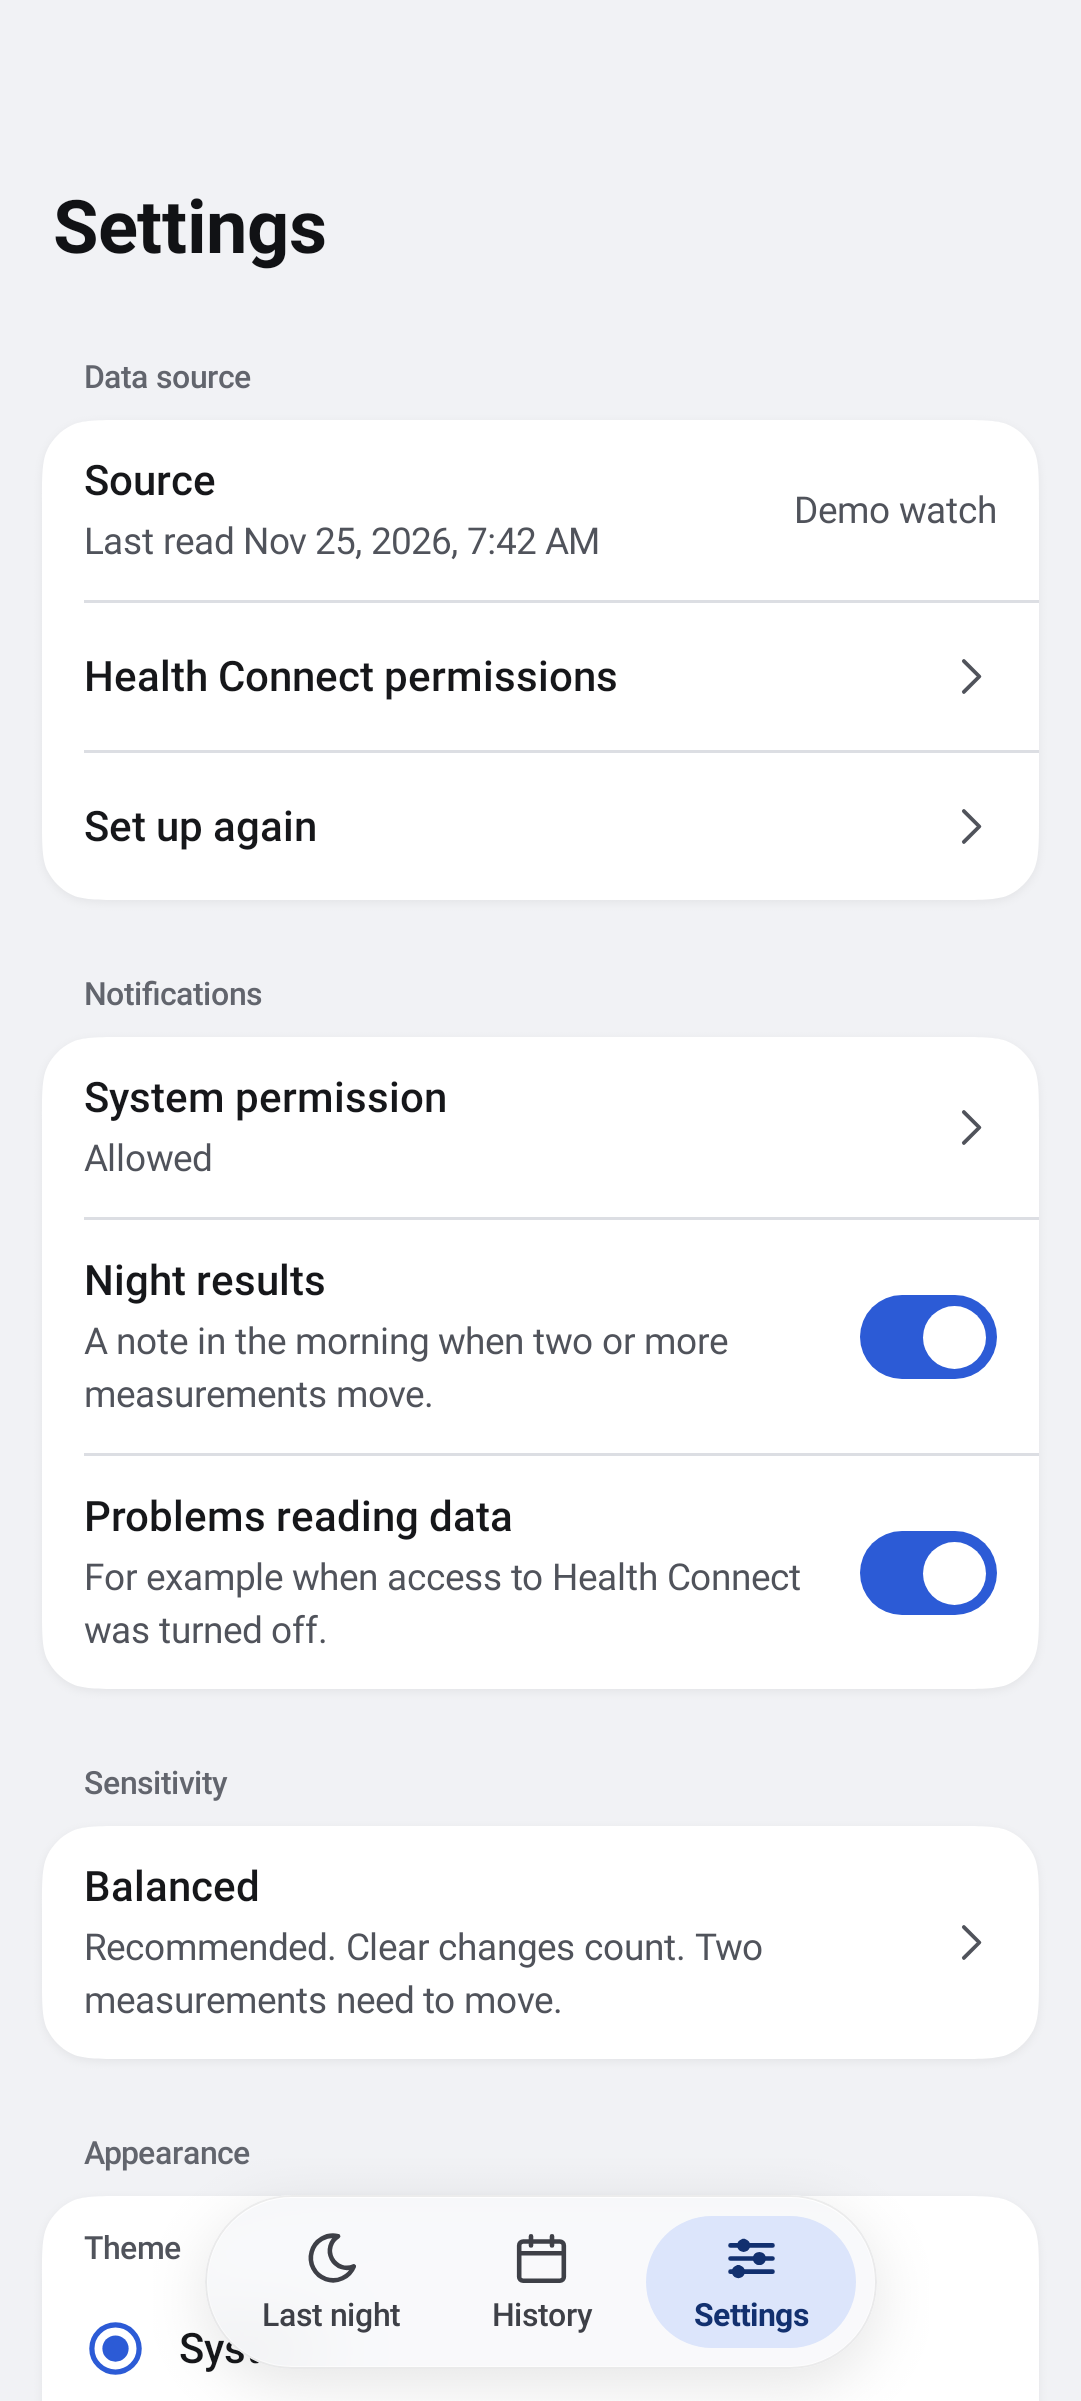 Settings
Data source
Source
Last read Nov 25, 2026, 7:42 AM
Demo watch
Health Connect permissions
Set up again
Notifications
System permission
Allowed
Night results
A note in the morning when two or more
measurements move.
Problems reading data
For example when access to Health Connect
was turned off.
Sensitivity
Balanced
Recommended. Clear changes count. Two
measurements need to move.
Appearance
Theme
Last night
History
Settings